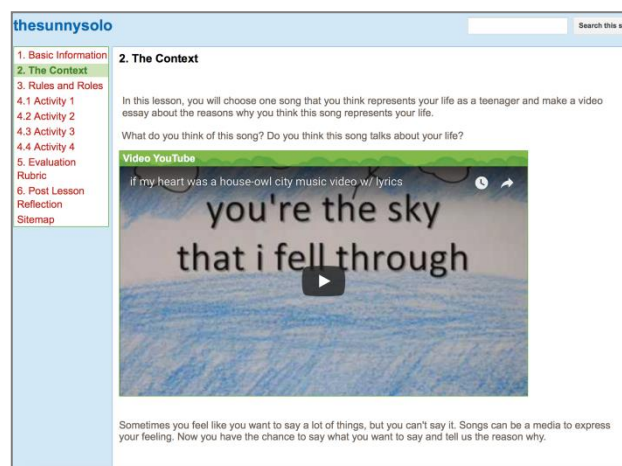 thesunnysolo
Search this s
1. Basic Information
2. The Context
3. Rules and Roles
4.1 Activity 1
4.2 Activity 2
4.3 Activity 3
4.4 Activity 4
5. Evaluation
Rubric
6. Post Lesson
Reflection
Sitemap
2. The Context
In this lesson, you will choose one song that you think represents your life as a teenager and make a video
essay about the reasons why you think this song represents your life.
What do you think of this song? Do you think this song talks about your life?
Video YouTube
if my heart was a house-owl city music video w/ lyrics
you're the sky
that i fell through
Sometimes you feel like you want to say a lot of things, but you can't say it. Songs can be a media to express
your feeling. Now you have the chance to say what you want to say and tell us the reason why.